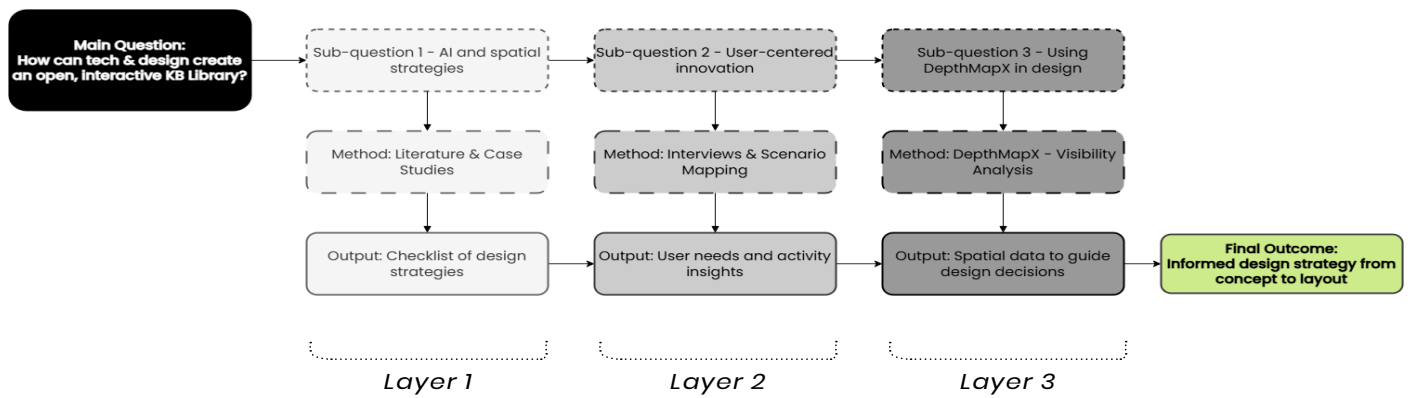 Main Question:
How can tech & design create
an open, interactive KB Library?
Sub-question 1 - AI and spatial
strategies
Sub-question 2 - User-centered
innovation
Sub-question 3 - Using
DepthMapX in design
Method: Literature & Case
Studies
Method: Interviews & Scenario
Mapping
Method: DepthMapX - Visibility
Analysis
Output: Checklist of design
strategies
Output: User needs and activity
insights
Output: Spatial data to guide
design decisions
Final Outcome:
Informed design strategy from
concept to layout
Layer 1
Layer 2
Layer 3